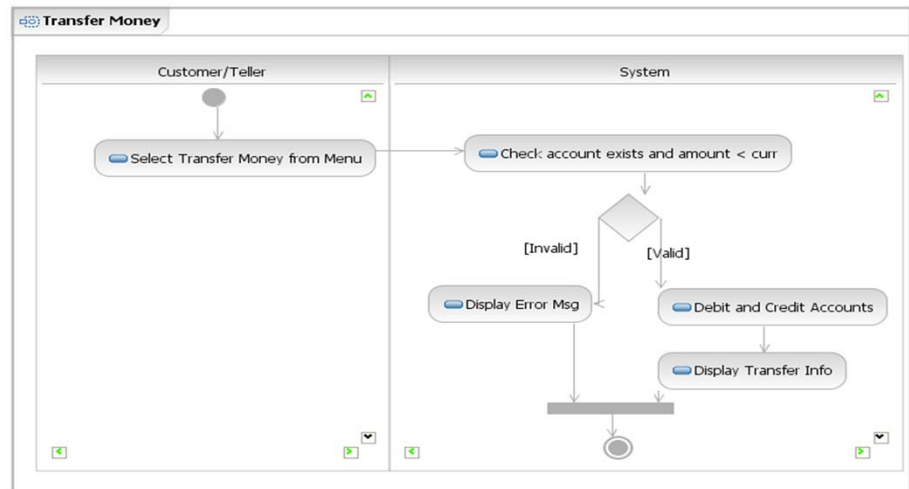 Transfer Money
Customer/Teller
System
Select Transfer Money from Menu
Check account exists and amount < curr
[Invalid]
[Valid]
Display Error Msg
Debit and Credit Accounts
Display Transfer Info